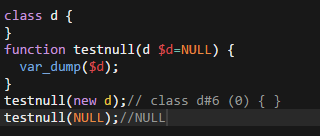 class d {
}
function testnull(d $d=NULL) {
  var_dump($d);
}
testnull(new d);// class d#6 (0) { }
testnull(NULL);//NULL